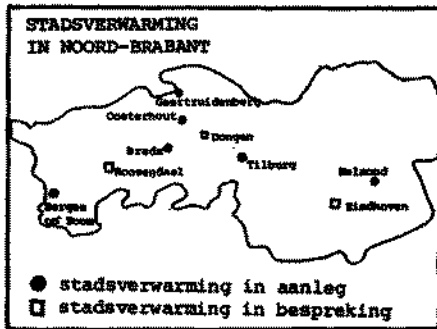 STADSVERWARMING
IN NOORD-BRABANT
Geertruidenberg
Oosterhout
Dongen
Breda
Tilburg
Roosendaal
Helmond
Bergen
op Zoom
Eindhoven
stadsverwarming in aanleg
stadsverwarming in bespreking